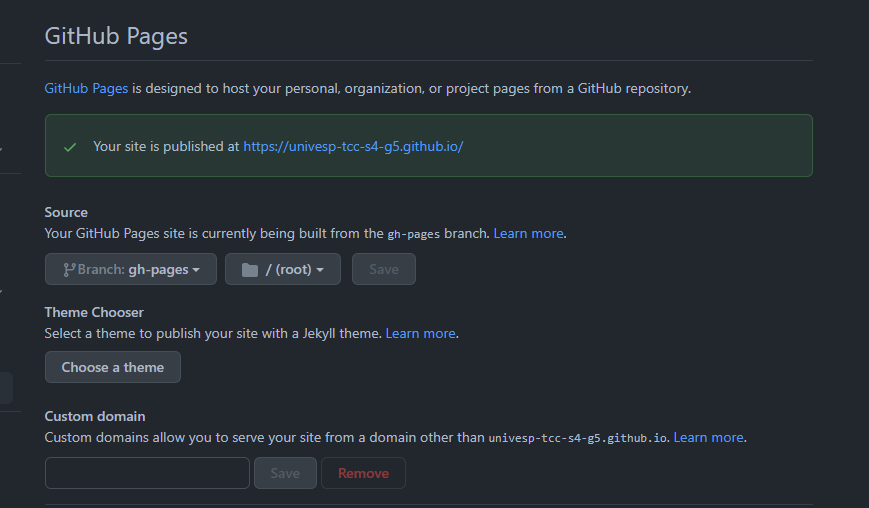 GitHub Pages
GitHub Pages is designed to host your personal, organization, or project pages from a GitHub repository.
Your site is published at https://univesp-tcc-s4-g5.github.io/
Source
Your GitHub Pages site is currently being built from the gh-pages branch. Learn more.
Branch: gh-pages / (root) Save
Theme Chooser
Select a theme to publish your site with a Jekyll theme. Learn more.
Choose a theme
Custom domain
Custom domains allow you to serve your site from a domain other than univesp-tcc-s4-g5.github.io. Learn more.
Save Remove